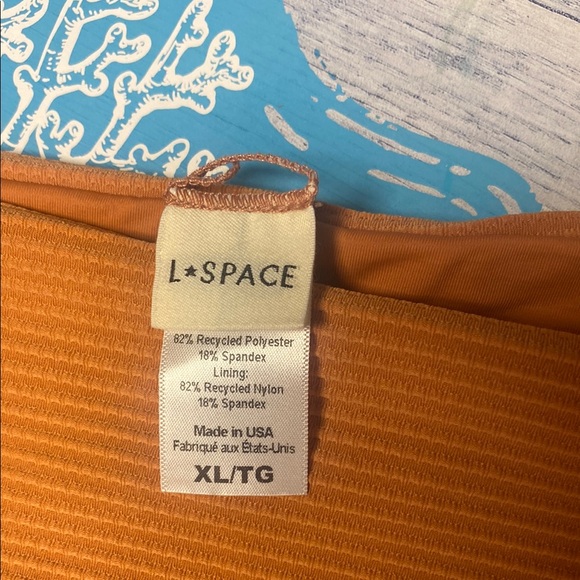 L★SPACE
82% Recycled Polyester
18% Spandex
Lining:
82% Recycled Nylon
18% Spandex
Made in USA
Fabriqué aux États-Unis
XL/TG